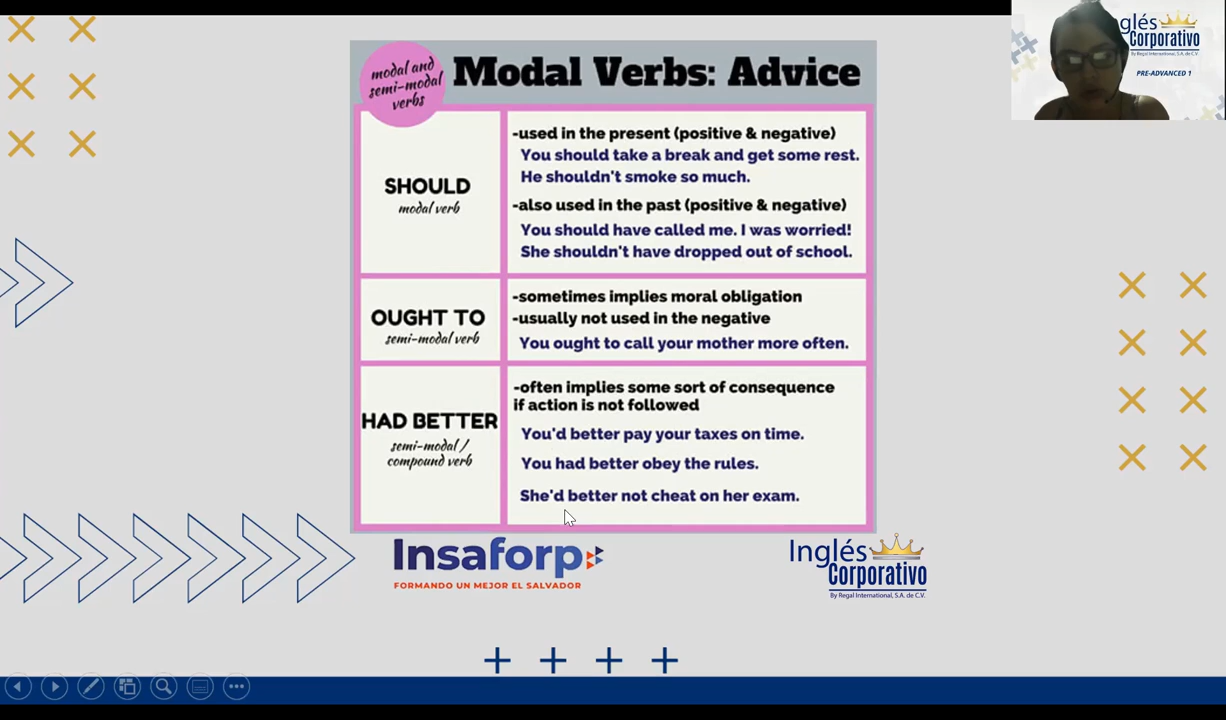 modal and
semi-modal
verbs
Modal Verbs: Advice
SHOULD
modal verb
-used in the present (positive & negative)
You should take a break and get some rest.
He shouldn't smoke so much.
-also used in the past (positive & negative)
You should have called me. I was worried!
She shouldn't have dropped out of school.
OUGHT TO
semi-modal verb
-sometimes implies moral obligation
-usually not used in the negative
You ought to call your mother more often.
HAD BETTER
semi-modal /
compound verb
-often implies some sort of consequence
if action is not followed
You'd better pay your taxes on time.
You had better obey the rules.
She'd better not cheat on her exam.
Insaforp
FORMANDO UN MEJOR EL SALVADOR
Inglés
Corporativo
By Regal International, S.A. de C.V.
glés
Corporativo
By Regal International, S.A. de C.V.
PRE-ADVANCED 1